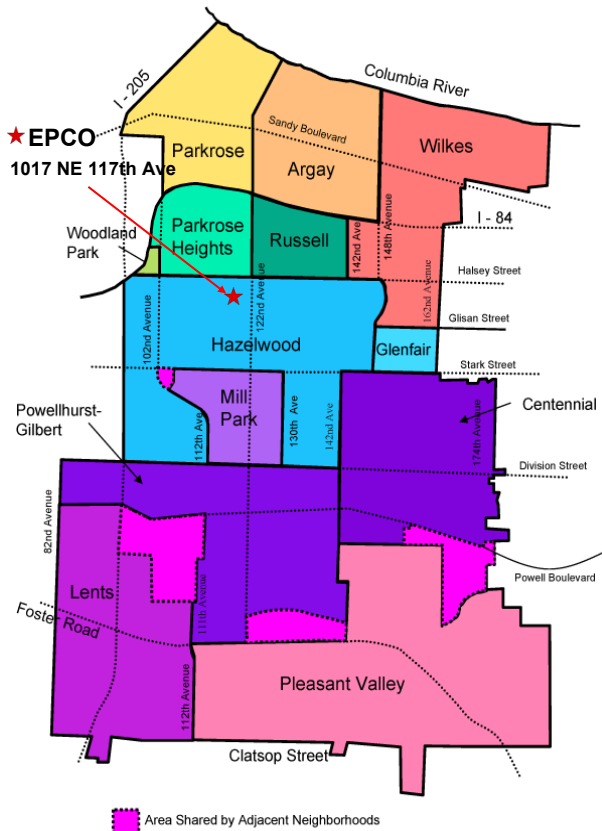 Columbia River
I - 205
EPCO
1017 NE 117th Ave
Sandy Boulevard
Parkrose
Argay
Wilkes
I - 84
Woodland
Park
Parkrose
Heights
Russell
142nd Ave
148th Avenue
Halsey Street
102nd Avenue
122nd Avenue
162nd Avenue
Glisan Street
Hazelwood
Glenfair
Stark Street
Mill
Park
112th Ave
130th Ave
142nd Ave
Powellhurst-
Gilbert
Centennial
174th Avenue
Division Street
82nd Avenue
Powell Boulevard
Lents
111th Avenue
Foster Road
112th Avenue
Pleasant Valley
Clatsop Street
Area Shared by Adjacent Neighborhoods